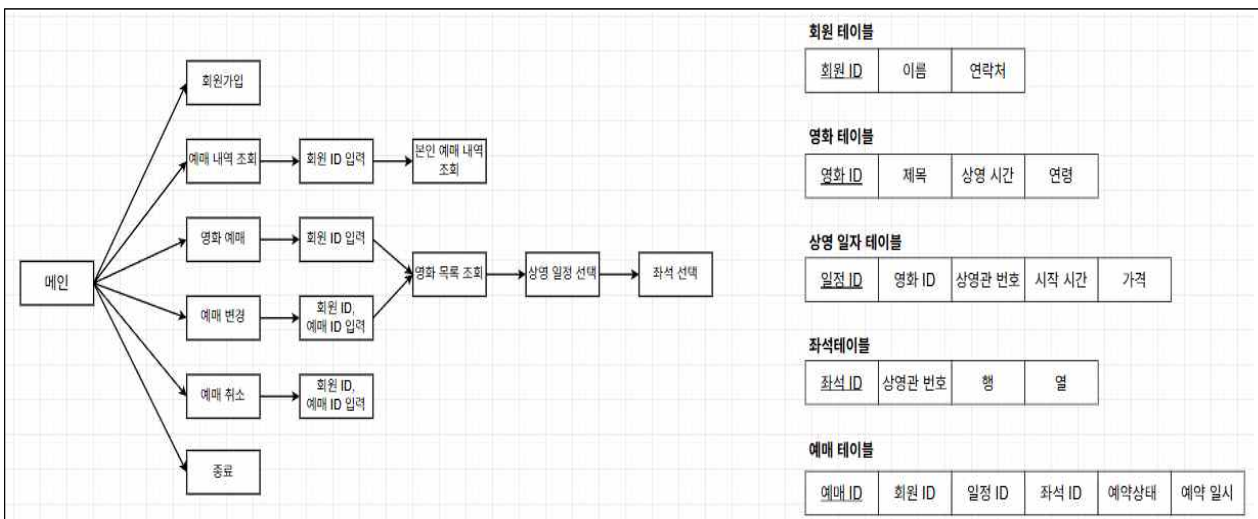 메인
회원가입
예매 내역 조회
회원 ID 입력
본인 예매 내역
조회
영화 예매
회원 ID 입력
영화 목록 조회
상영 일정 선택
좌석 선택
예매 변경
회원 ID,
예매 ID 입력
예매 취소
회원 ID,
예매 ID 입력
종료
회원 테이블
회원 ID 이름 연락처
영화 테이블
영화 ID 제목 상영 시간 연령
상영 일자 테이블
일정 ID 영화 ID 상영관 번호 시작 시간 가격
좌석테이블
좌석 ID 상영관 번호 행 열
예매 테이블
예매 ID 회원 ID 일정 ID 좌석 ID 예약상태 예약 일시